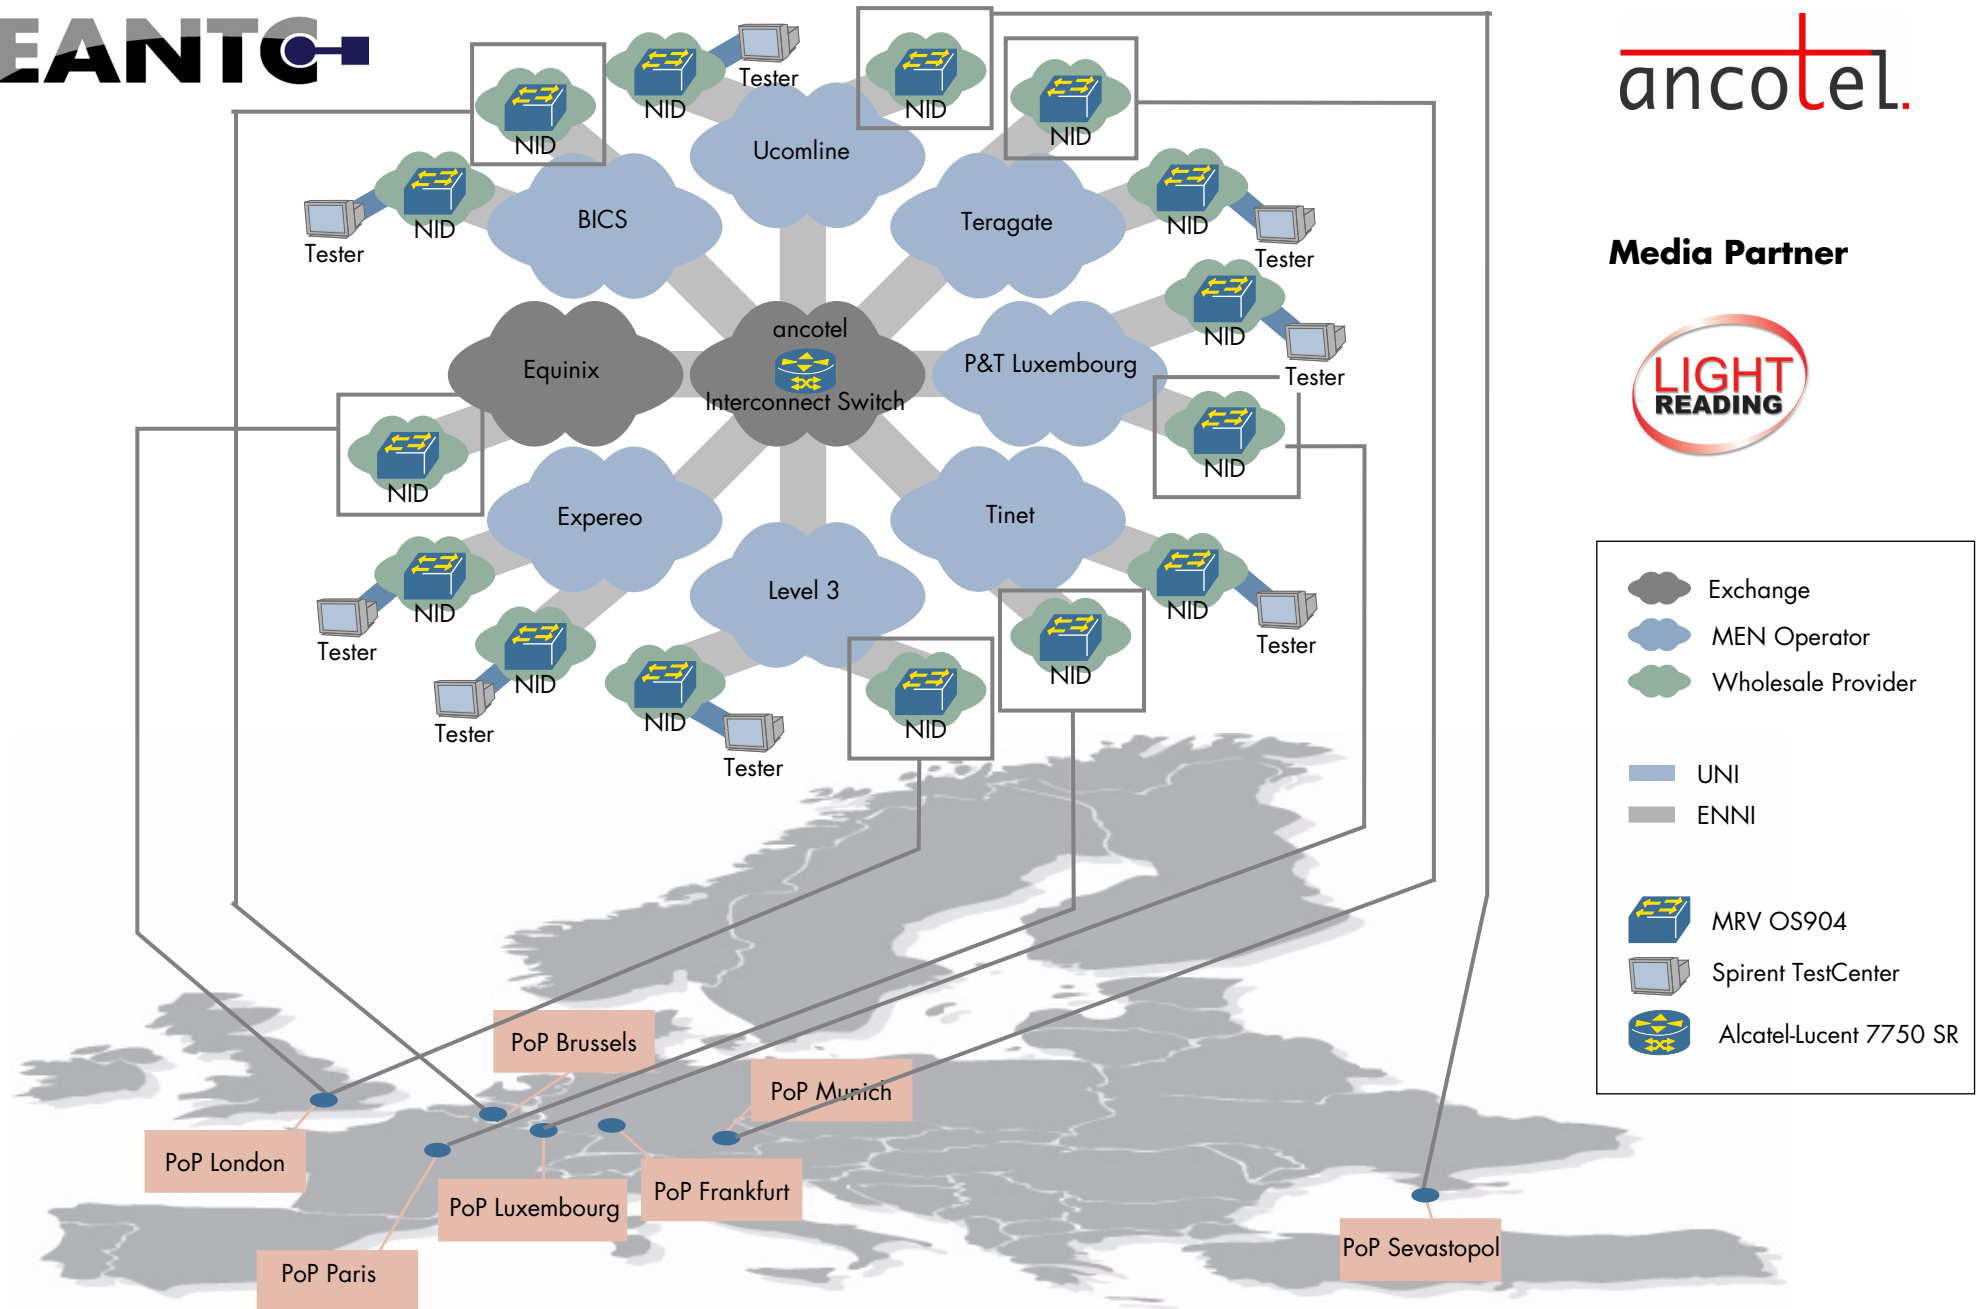 EANTC
ancotel.
Media Partner
LIGHT
READING
Tester
NID
NID
NID
NID
Ucomline
NID
NID
BICS
Teragate
NID
Tester
Tester
NID
Tester
ancotel
Interconnect Switch
Equinix
P&T Luxembourg
NID
NID
Expereo
Tinet
NID
Tester
Level 3
NID
Tester
NID
Tester
NID
Tester
NID
NID
Exchange
MEN Operator
Wholesale Provider
UNI
ENNI
MRV OS904
Spirent TestCenter
Alcatel-Lucent 7750 SR
PoP Brussels
PoP Munich
PoP London
PoP Luxembourg
PoP Frankfurt
PoP Paris
PoP Sevastopol